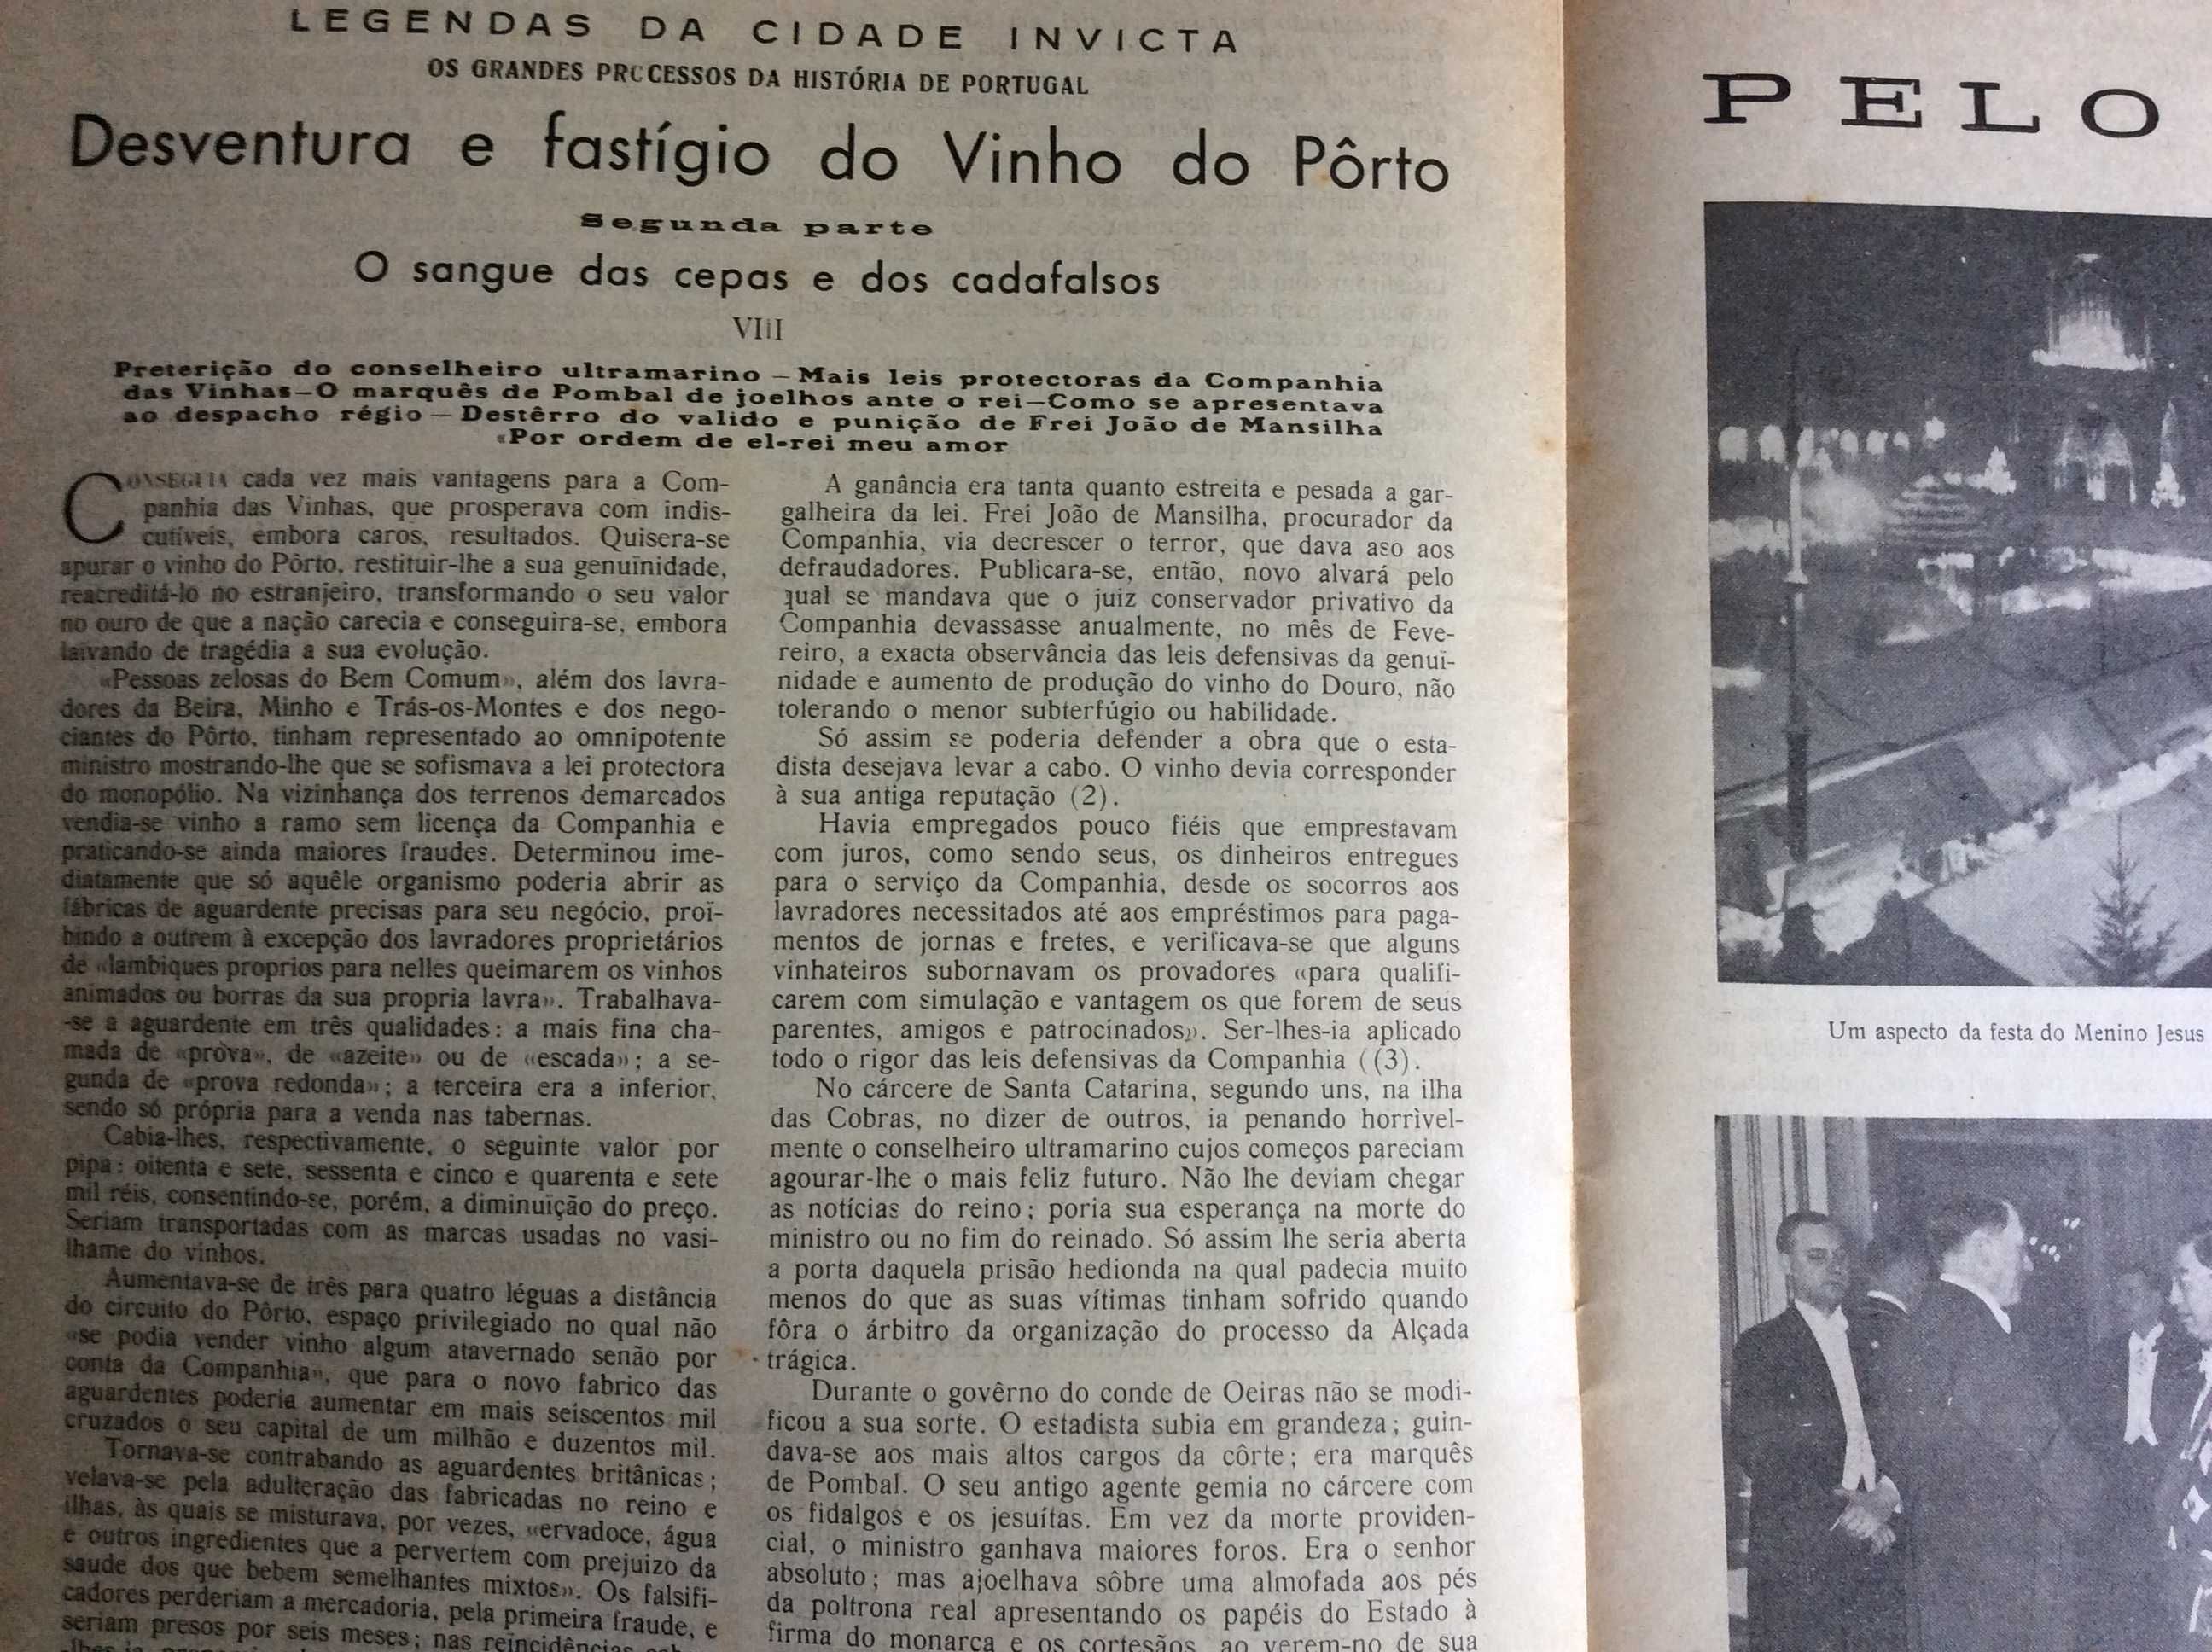 LEGENDAS DA CIDADE INVICTA
OS GRANDES PROCESSOS DA HISTÓRIA DE PORTUGAL
Desventura e fastígio do Vinho do Pôrto
Segunda parte
O sangue das cepas e dos cadafalsos
VIII
Preterição do conselheiro ultramarino — Mais leis protectoras da Companhia
das Vinhas—O marquês de Pombal de joelhos ante o rei—Como se apresentava
ao despacho régio — Destêrro do valido e punição de Frei João de Mansilha
«Por ordem de el-rei meu amor
CONSEGUIA cada vez mais vantagens para a Com-
panhia das Vinhas, que prosperava com indis-
cutíveis, embora caros, resultados. Quisera-se
apurar o vinho do Pôrto, restituir-lhe a sua genuïnidade,
reacreditá-lo no estranjeiro, transformando o seu valor
no ouro de que a nação carecia e conseguira-se, embora
laivando de tragédia a sua evolução.
«Pessoas zelosas do Bem Comum», além dos lavra-
dores da Beira, Minho e Trás-os-Montes e dos nego-
ciantes do Pôrto, tinham representado ao omnipotente
ministro mostrando-lhe que se sofismava a lei protectora
do monopólio. Na vizinhança dos terrenos demarcados
vendia-se vinho a ramo sem licença da Companhia e
praticando-se ainda maiores fraudes. Determinou ime-
diatamente que só aquêle organismo poderia abrir as
fábricas de aguardente precisas para seu negócio, proï-
bindo a outrem à excepção dos lavradores proprietários
de «lambiques proprios para nelles queimarem os vinhos
animados ou borras da sua propria lavra». Trabalhava-
-se a aguardente em três qualidades: a mais fina cha-
mada de «prova», de «azeite» ou de «escada»; a se-
gunda de «prova redonda»; a terceira era a inferior,
sendo só própria para a venda nas tabernas.
Cabia-lhes, respectivamente, o seguinte valor por
pipa: oitenta e sete, sessenta e cinco e quarenta e sete
mil réis, consentindo-se, porém, a diminuïção do preço.
Seriam transportadas com as marcas usadas no vasi-
lhame do vinhos.
Aumentava-se de três para quatro léguas a distância
do circuito do Pôrto, espaço privilegiado no qual não
«se podia vender vinho algum atavernado senão por
conta da Companhia», que para o novo fabrico das
aguardentes poderia aumentar em mais seiscentos mil
cruzados o seu capital de um milhão e duzentos mil.
Tornava-se contrabando as aguardentes britânicas;
velava-se pela adulteração das fabricadas no reino e
ilhas, às quais se misturava, por vezes, «ervadoce, água
e outros ingredientes que a pervertem com prejuizo da
saude dos que bebem semelhantes mixtos». Os falsifi-
cadores perderiam a mercadoria, pela primeira fraude, e
seriam presos por seis meses; nas reïncidências
A ganância era tanta quanto estreita e pesada a gar-
galheira da lei. Frei João de Mansilha, procurador da
Companhia, via decrescer o terror, que dava aso aos
defraudadores. Publicara-se, então, novo alvará pelo
qual se mandava que o juiz conservador privativo da
Companhia devassasse anualmente, no mês de Feve-
reiro, a exacta observância das leis defensivas da genuï-
nidade e aumento de produção do vinho do Douro, não
tolerando o menor subterfúgio ou habilidade.
Só assim se poderia defender a obra que o esta-
dista desejava levar a cabo. O vinho devia corresponder
à sua antiga reputação (2).
Havia empregados pouco fiéis que emprestavam
com juros, como sendo seus, os dinheiros entregues
para o serviço da Companhia, desde os socorros aos
lavradores necessitados até aos empréstimos para paga-
mentos de jornas e fretes, e verificava-se que alguns
vinhateiros subornavam os provadores «para qualifi-
carem com simulação e vantagem os que forem de seus
parentes, amigos e patrocinados». Ser-lhes-ia aplicado
todo o rigor das leis defensivas da Companhia ((3).
No cárcere de Santa Catarina, segundo uns, na ilha
das Cobras, no dizer de outros, ia penando horrìvel-
mente o conselheiro ultramarino cujos começos pareciam
agourar-lhe o mais feliz futuro. Não lhe deviam chegar
as notícias do reino; poria sua esperança na morte do
ministro ou no fim do reinado. Só assim lhe seria aberta
a porta daquela prisão hedionda na qual padecia muito
menos do que as suas vítimas tinham sofrido quando
fôra o árbitro da organização do processo da Alçada
trágica.
Durante o govêrno do conde de Oeiras não se modi-
ficou a sua sorte. O estadista subia em grandeza; guin-
dava-se aos mais altos cargos da côrte; era marquês
de Pombal. O seu antigo agente gemia no cárcere com
os fidalgos e os jesuítas. Em vez da morte providen-
cial, o ministro ganhava maiores foros. Era o senhor
absoluto; mas ajoelhava sôbre uma almofada aos pés
da poltrona real apresentando os papéis do Estado à
firma do monarca e os cortesãos, ao verem-no de sua
PELO
Um aspecto da festa do Menino Jesus